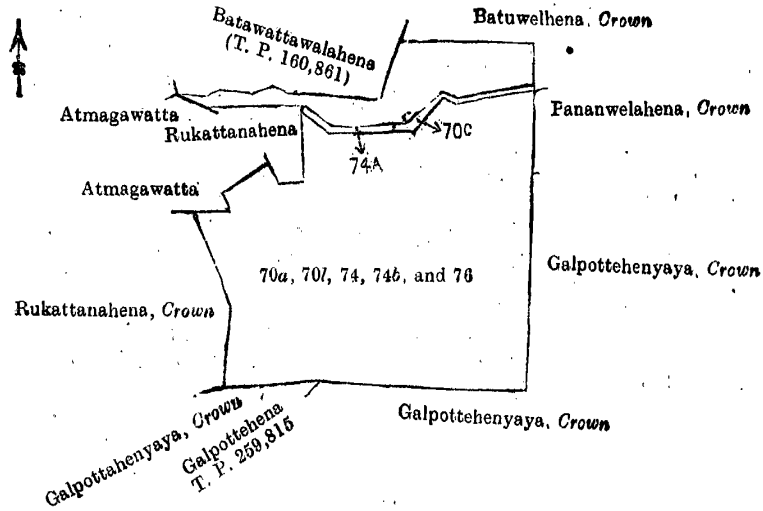 Batuwelhena, Crown
Batawattawalahena
(T. P. 160,861)
Pananwelahena, Crown
Atmagawatta
Rukattanahena
70C
74A
Atmagawatta
Galpottehenyaya, Crown
70a, 70l, 74, 74b, and 76
Rukattanahena, Crown
Galpottahenyaya, Crown
Galpottehena
T. P. 259,815
Galpottehenyaya, Crown